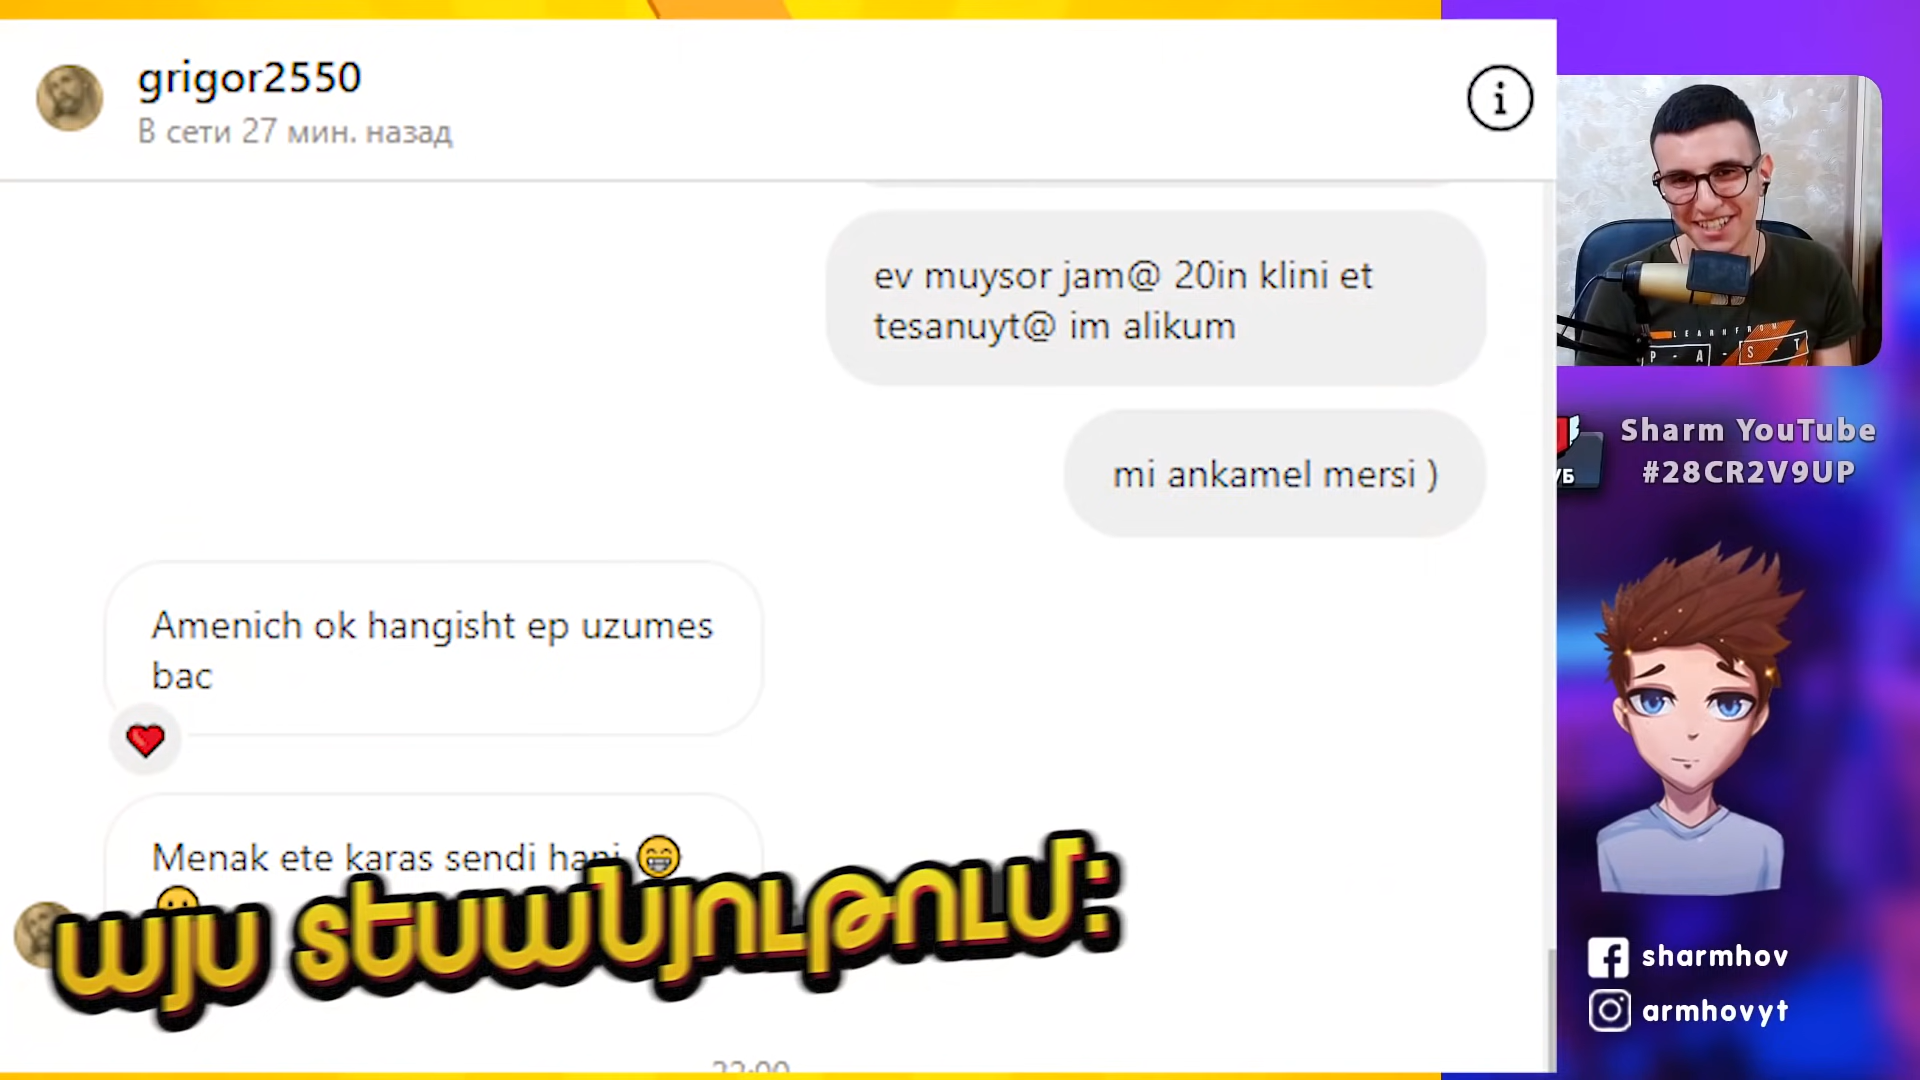 grigor2550
В сети 27 мин. назад
ev muysor jam@ 20in klini et
tesanuyt@ im alikum
mi ankamel mersi )
Amenich ok hangisht ep uzumes
bac
Menak ete karas sendi hani
այս տեսանյութում:
L E A R N F R O M
P - A - S - T
Sharm YouTube
#28CR2V9UP
sharmhov
armhovyt